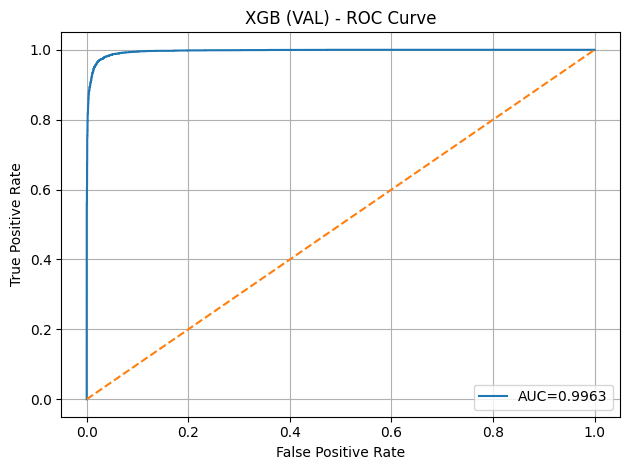 XGB (VAL) - ROC Curve
1.0
0.8
0.6
0.4
0.2
0.0
True Positive Rate
AUC=0.9963
0.0 0.2 0.4 0.6 0.8 1.0
False Positive Rate